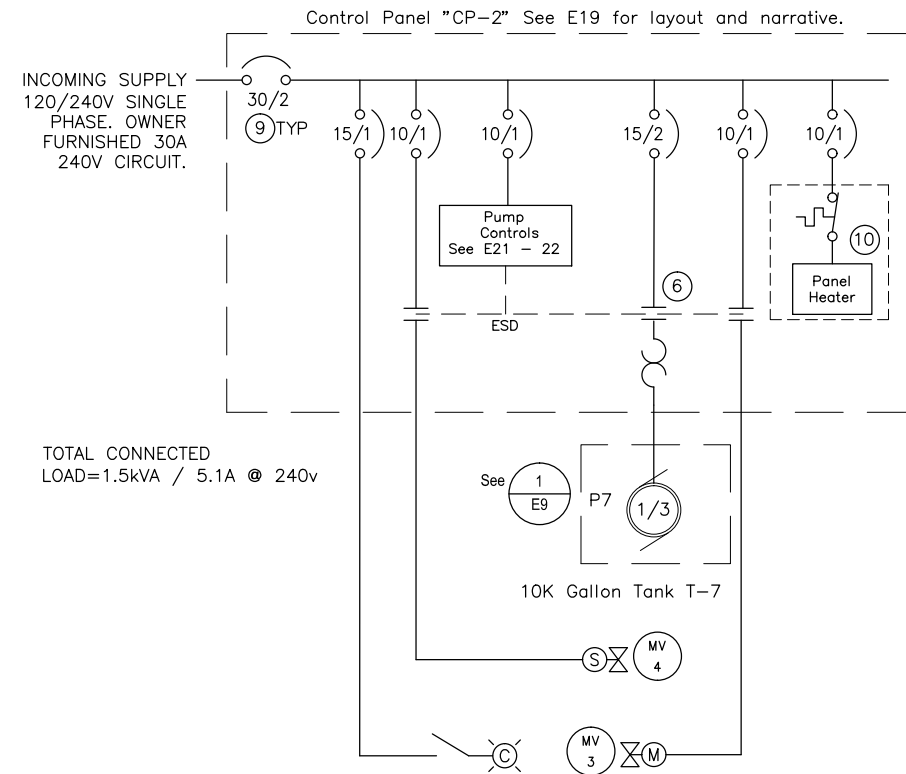 Control Panel "CP-2" See E19 for layout and narrative.
INCOMING SUPPLY
120/240V SINGLE
PHASE. OWNER
FURNISHED 30A
240V CIRCUIT.
30/2
9 TYP
15/1
10/1
10/1
15/2
10/1
10/1
Pump
Controls
See E21 - 22
10
Panel
Heater
6
ESD
TOTAL CONNECTED
LOAD=1.5kVA / 5.1A @ 240v
See
1
E9
P7
1/3
10K Gallon Tank T-7
S
MV
4
C
MV
3
M